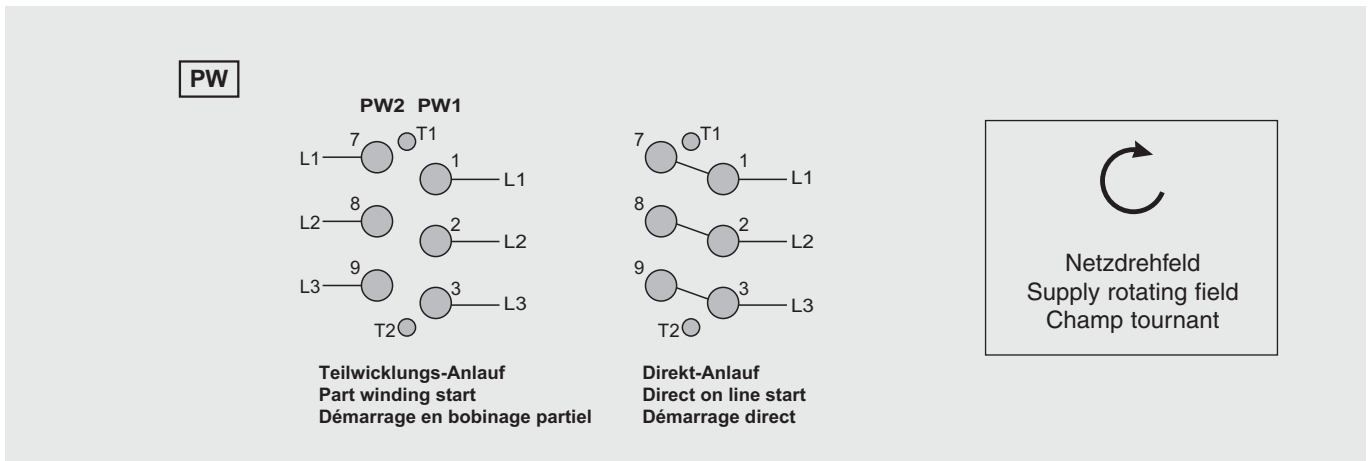 PW
PW2 PW1
7 T1
L1 1
L1
8
L2 2
L2
9
L3 3
L3
T2
Teilwicklungs-Anlauf
Part winding start
Démarrage en bobinage partiel
7 T1
1
L1
8
2
L2
9
3
L3
T2
Direkt-Anlauf
Direct on line start
Démarrage direct
Netzdrehfeld
Supply rotating field
Champ tournant